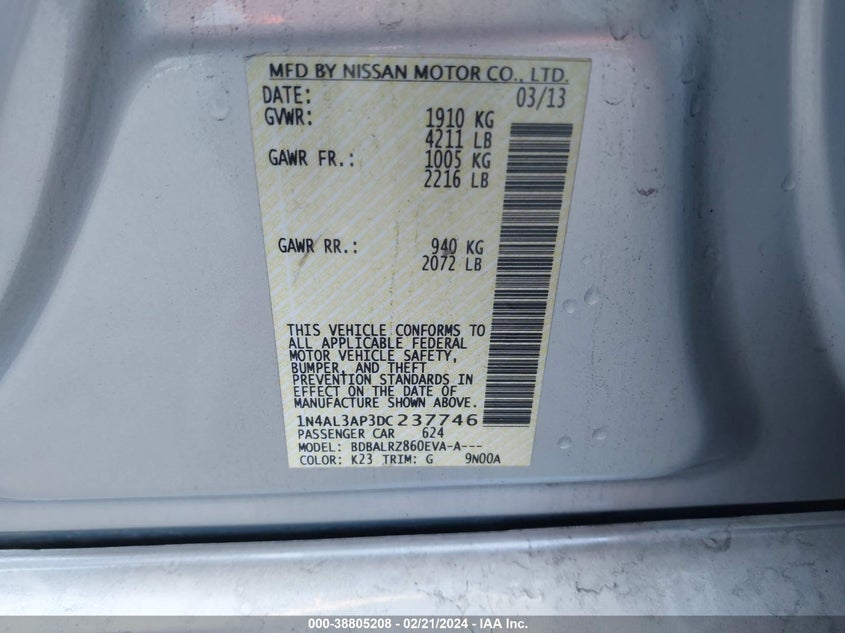 MFD BY NISSAN MOTOR CO., LTD.
DATE: 03/13
GVWR: 1910 KG
4211 LB
GAWR FR.: 1005 KG
2216 LB
GAWR RR.: 940 KG
2072 LB
THIS VEHICLE CONFORMS TO
ALL APPLICABLE FEDERAL
MOTOR VEHICLE SAFETY,
BUMPER, AND THEFT
PREVENTION STANDARDS IN
EFFECT ON THE DATE OF
MANUFACTURE SHOWN ABOVE.
1N4AL3AP3DC237746
PASSENGER CAR 624
MODEL: BDBALRZ860EVA-A---
COLOR: K23 TRIM: G 9N00A
000-38805208 - 02/21/2024 - IAA Inc.